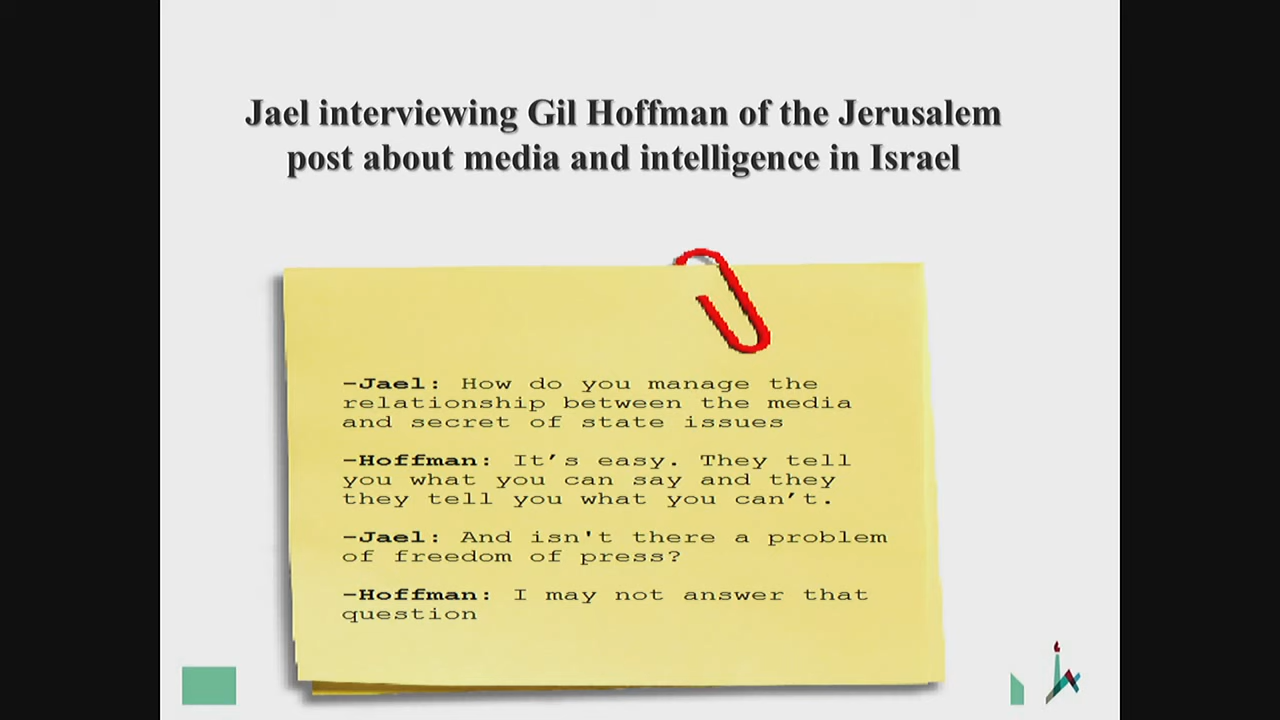 Jael interviewing Gil Hoffman of the Jerusalem
post about media and intelligence in Israel
-Jael: How do you manage the
relationship between the media
and secret of state issues
-Hoffman: It’s easy. They tell
you what you can say and they
they tell you what you can’t.
-Jael: And isn't there a problem
of freedom of press?
-Hoffman: I may not answer that
question